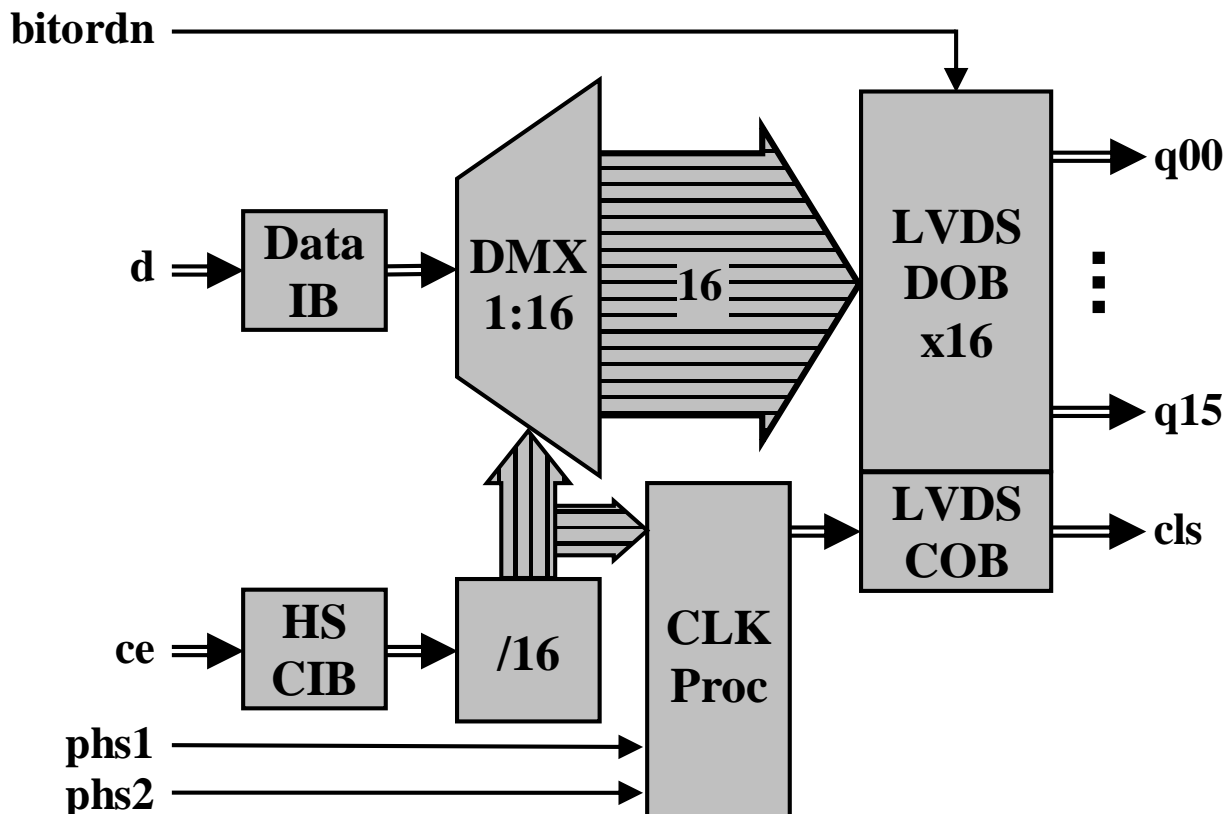 bitordn
q00
Data
IB
d
DMX
1:16
16
LVDS
DOB
x16
q15
LVDS
COB
cls
HS
CIB
ce
/16
CLK
Proc
phs1
phs2